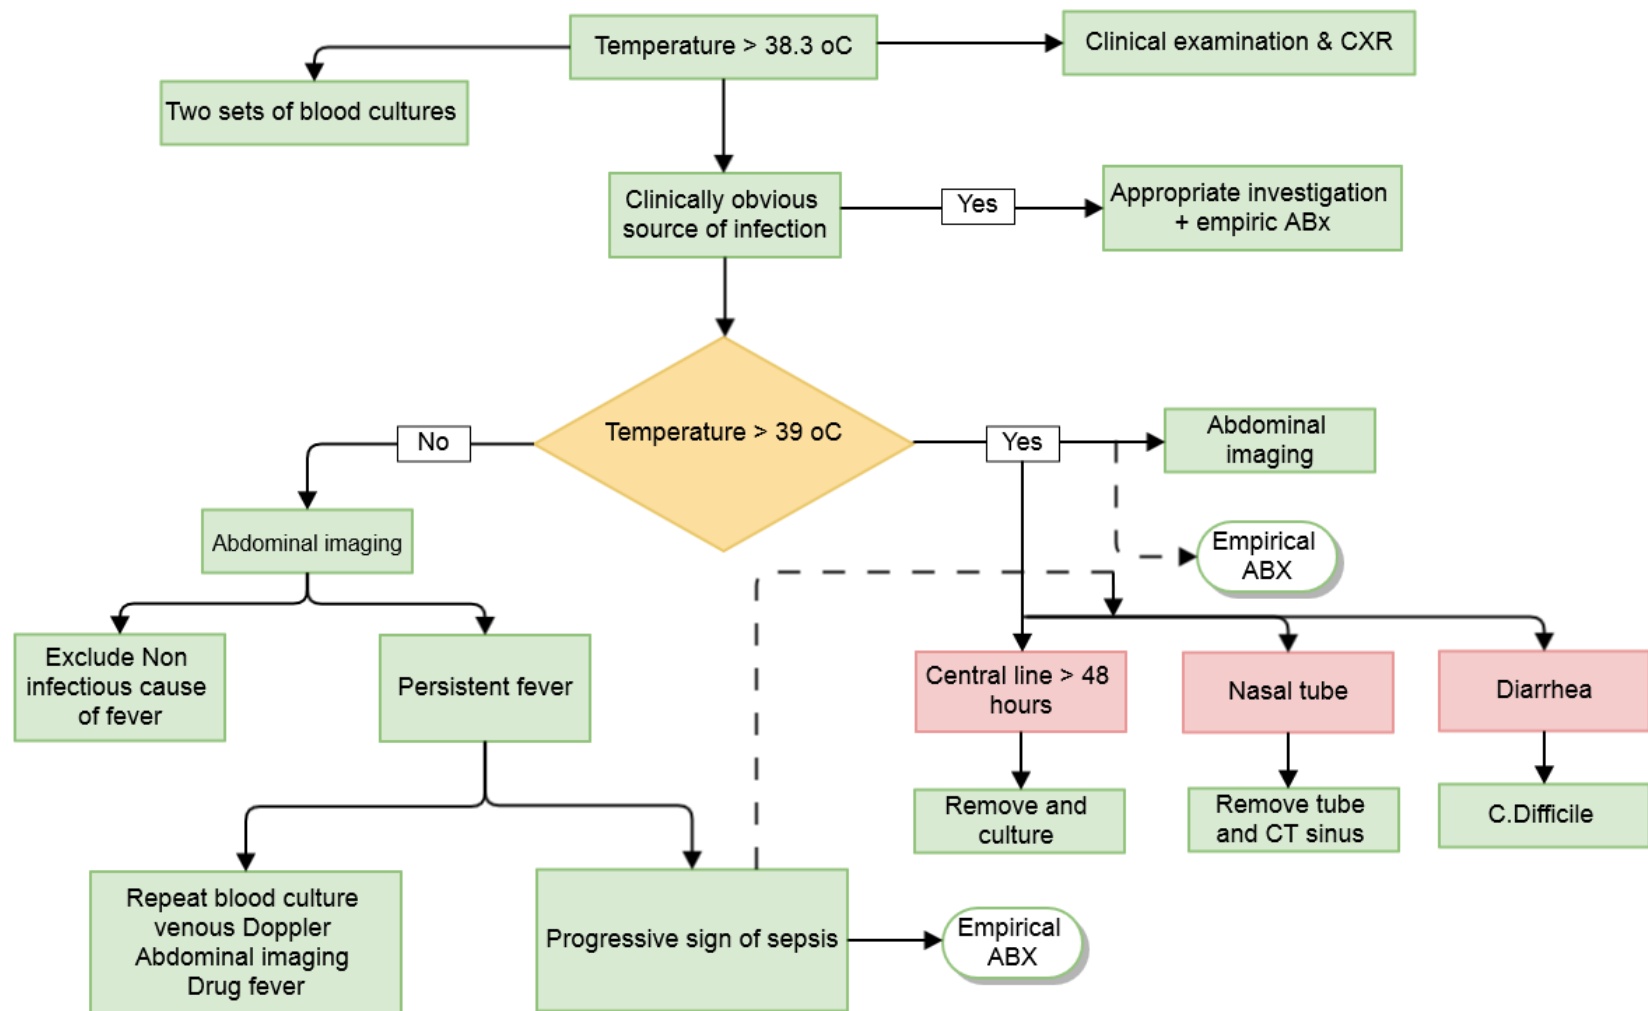 Temperature > 38.3 oC
Clinical examination & CXR
Two sets of blood cultures
Clinically obvious
source of infection
Yes
Appropriate investigation
+ empiric ABx
Temperature > 39 oC
No
Yes
Abdominal
imaging
Abdominal imaging
Empirical
ABX
Exclude Non
infectious cause
of fever
Persistent fever
Central line > 48
hours
Nasal tube
Diarrhea
Remove and
culture
Remove tube
and CT sinus
C.Difficile
Repeat blood culture
venous Doppler
Abdominal imaging
Drug fever
Progressive sign of sepsis
Empirical
ABX